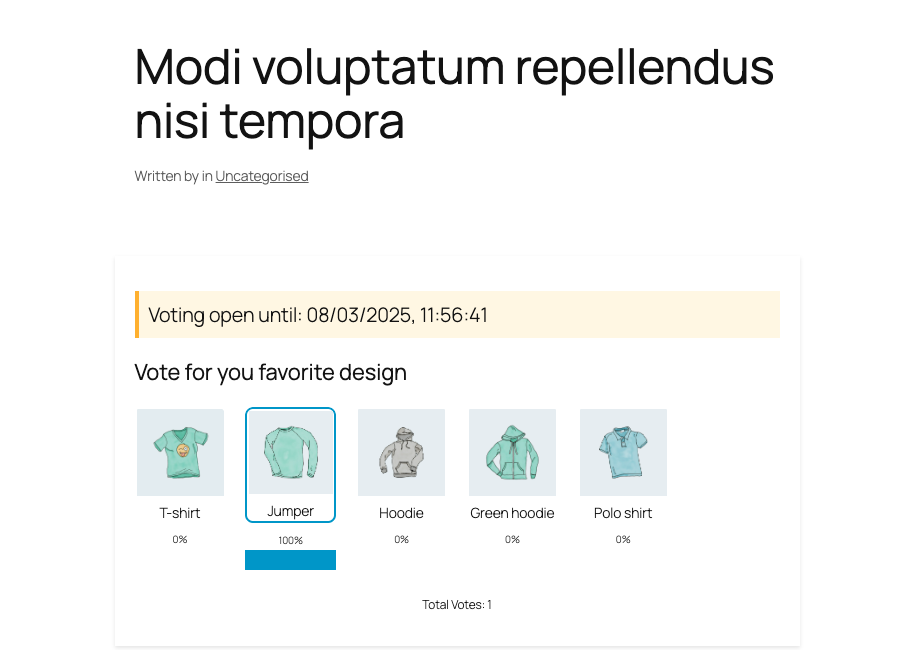 Modi voluptatum repellendus
nisi tempora
Written by in Uncategorised
Voting open until: 08/03/2025, 11:56:41
Vote for you favorite design
T-shirt
Jumper
Hoodie
Green hoodie
Polo shirt
0%
100%
0%
0%
0%
Total Votes: 1